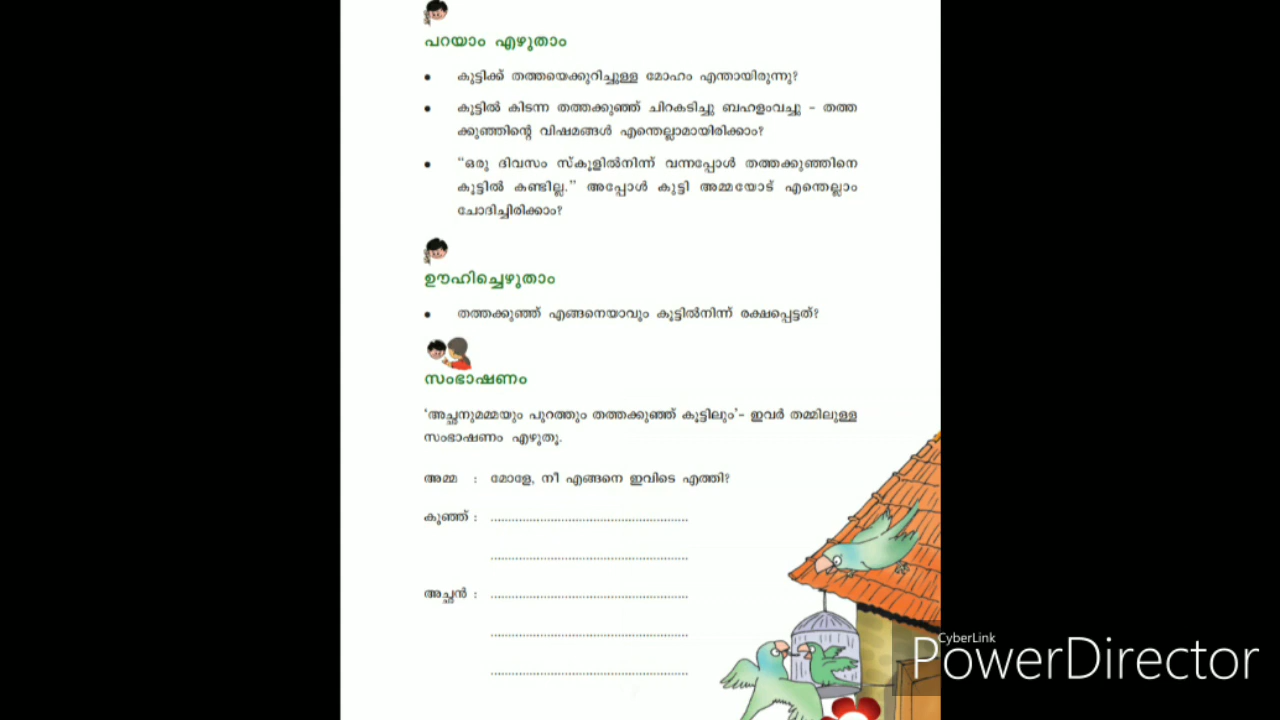 പറയാം എഴുതാം
• കുട്ടിക്ക് തത്തയെക്കുറിച്ചുള്ള മോഹം എന്തായിരുന്നു?
• കൂട്ടിൽ കിടന്ന തത്തക്കുഞ്ഞ് ചിറകടിച്ചു ബഹളംവച്ചു - തത്ത
ക്കുഞ്ഞിന്റെ വിഷമങ്ങൾ എന്തെല്ലാമായിരിക്കാം?
• "ഒരു ദിവസം സ്കൂളിൽനിന്ന് വന്നപ്പോൾ തത്തക്കുഞ്ഞിനെ
കൂട്ടിൽ കണ്ടില്ല." അപ്പോൾ കുട്ടി അമ്മയോട് എന്തെല്ലാം
ചോദിച്ചിരിക്കാം?
ഊഹിച്ചെഴുതാം
• തത്തക്കുഞ്ഞ് എങ്ങനെയാവും കൂട്ടിൽനിന്ന് രക്ഷപ്പെട്ടത്?
സംഭാഷണം
'അച്ഛനുമമ്മയും പുറത്തും തത്തക്കുഞ്ഞ് കൂട്ടിലും'- ഇവർ തമ്മിലുള്ള
സംഭാഷണം എഴുതൂ.
അമ്മ : മോളേ, നീ എങ്ങനെ ഇവിടെ എത്തി?
കുഞ്ഞ് : ........................................................
........................................................
അച്ഛൻ : ........................................................
........................................................
........................................................
CyberLink
PowerDirector